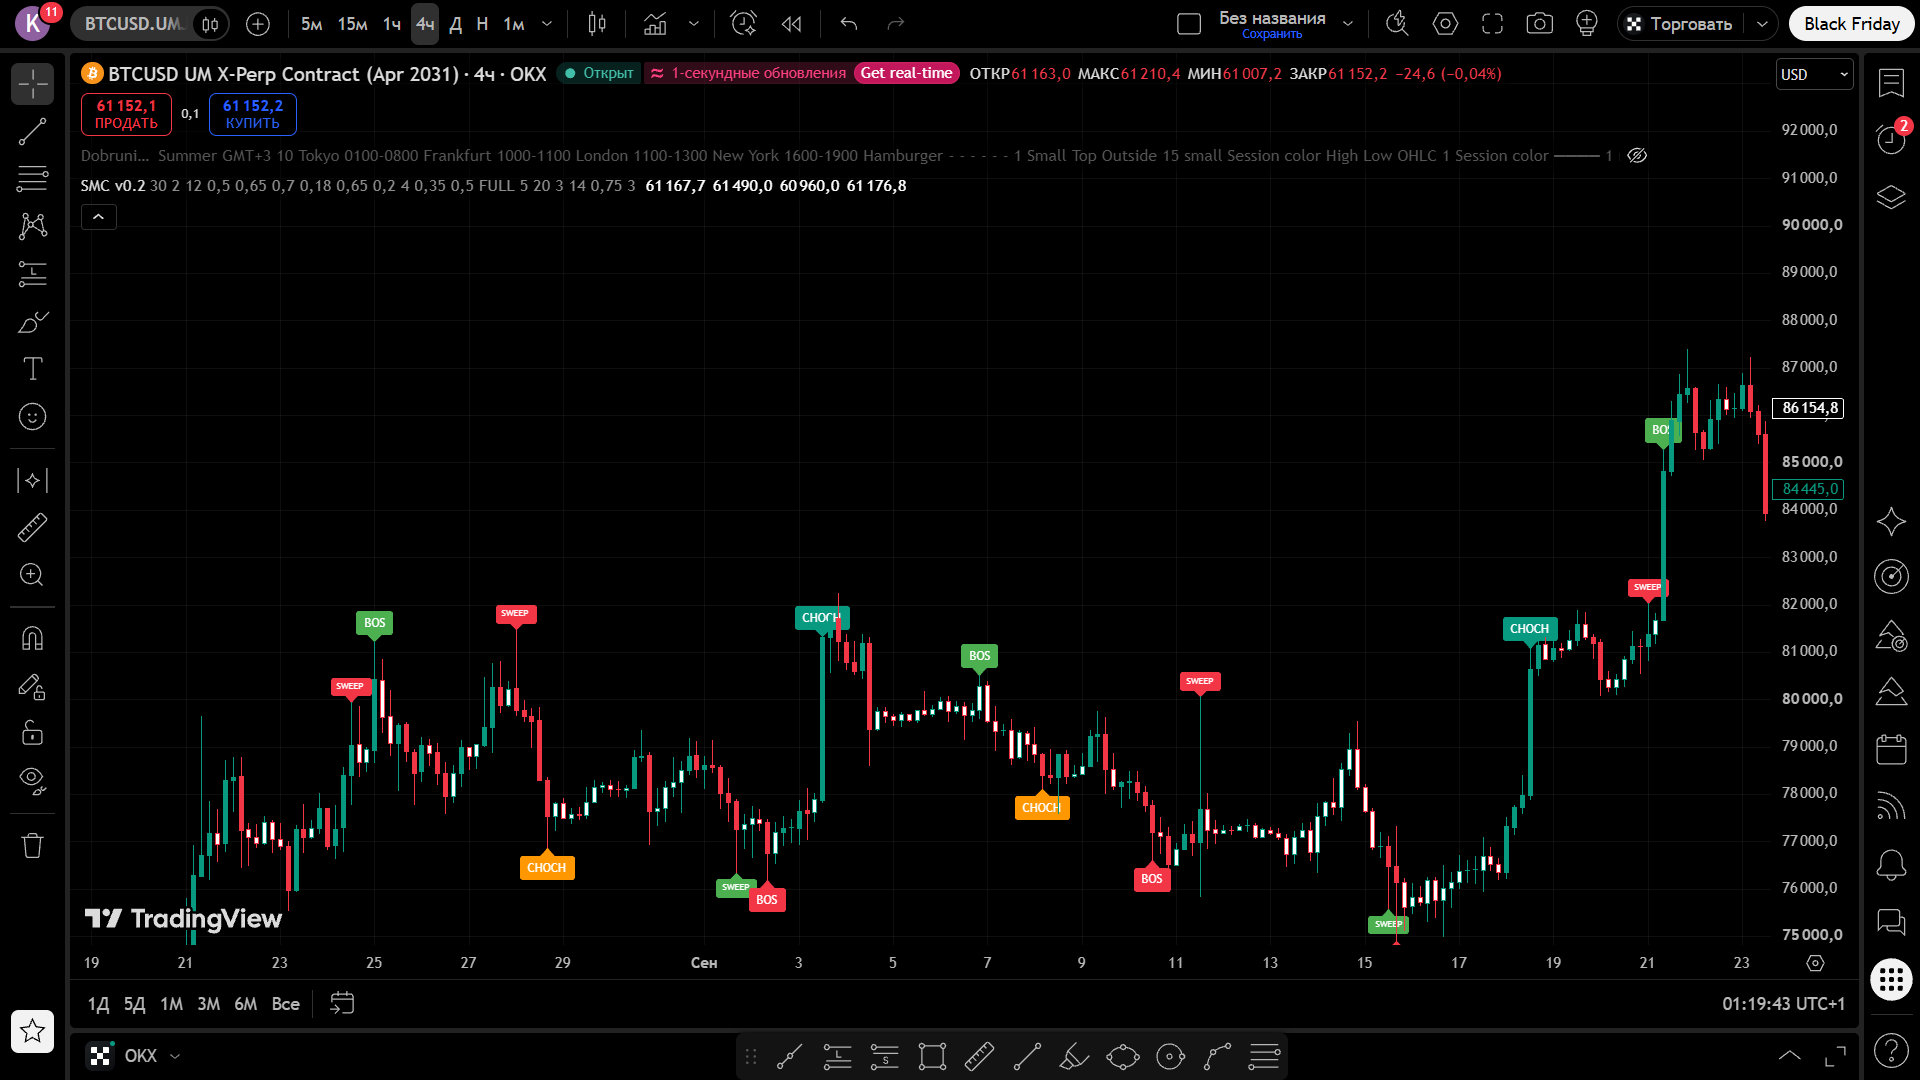 K 11 BTCUSD.UM 5м 15м 1ч 4ч Д Н 1м Без названия Сохранить Торговать Black Friday
BTCUSD UM X-Perp Contract (Apr 2031) · 4ч · OKX Открыт 1-секундные обновления Get real-time ОТКР61 163,0 МАКС61 210,4 МИН61 007,2 ЗАКР61 152,2 −24,6 (−0,04%) USD
61 152,1 ПРОДАТЬ 0,1 61 152,2 КУПИТЬ
Dobruni... Summer GMT+3 10 Tokyo 0100-0800 Frankfurt 1000-1100 London 1100-1300 New York 1600-1900 Hamburger - - - - - - 1 Small Top Outside 15 small Session color High Low OHLC 1 Session color ——— 1
SMC v0.2 30 2 12 0,5 0,65 0,7 0,18 0,65 0,2 4 0,35 0,5 FULL 5 20 3 14 0,75 3 61 167,7 61 490,0 60 960,0 61 176,8
2
92 000,0
91 000,0
90 000,0
89 000,0
88 000,0
87 000,0
86 154,8
BOS
85 000,0
84 445,0
84 000,0
83 000,0
SWEEP
82 000,0
SWEEP
CHOCH
BOS
CHOCH
81 000,0
BOS
SWEEP
SWEEP
80 000,0
79 000,0
78 000,0
CHOCH
77 000,0
CHOCH
BOS
76 000,0
SWEEP
BOS
SWEEP
TradingView
75 000,0
19 21 23 25 27 29 Сен 3 5 7 9 11 13 15 17 19 21 23
1Д 5Д 1М 3М 6М Все 01:19:43 UTC+1
OKX